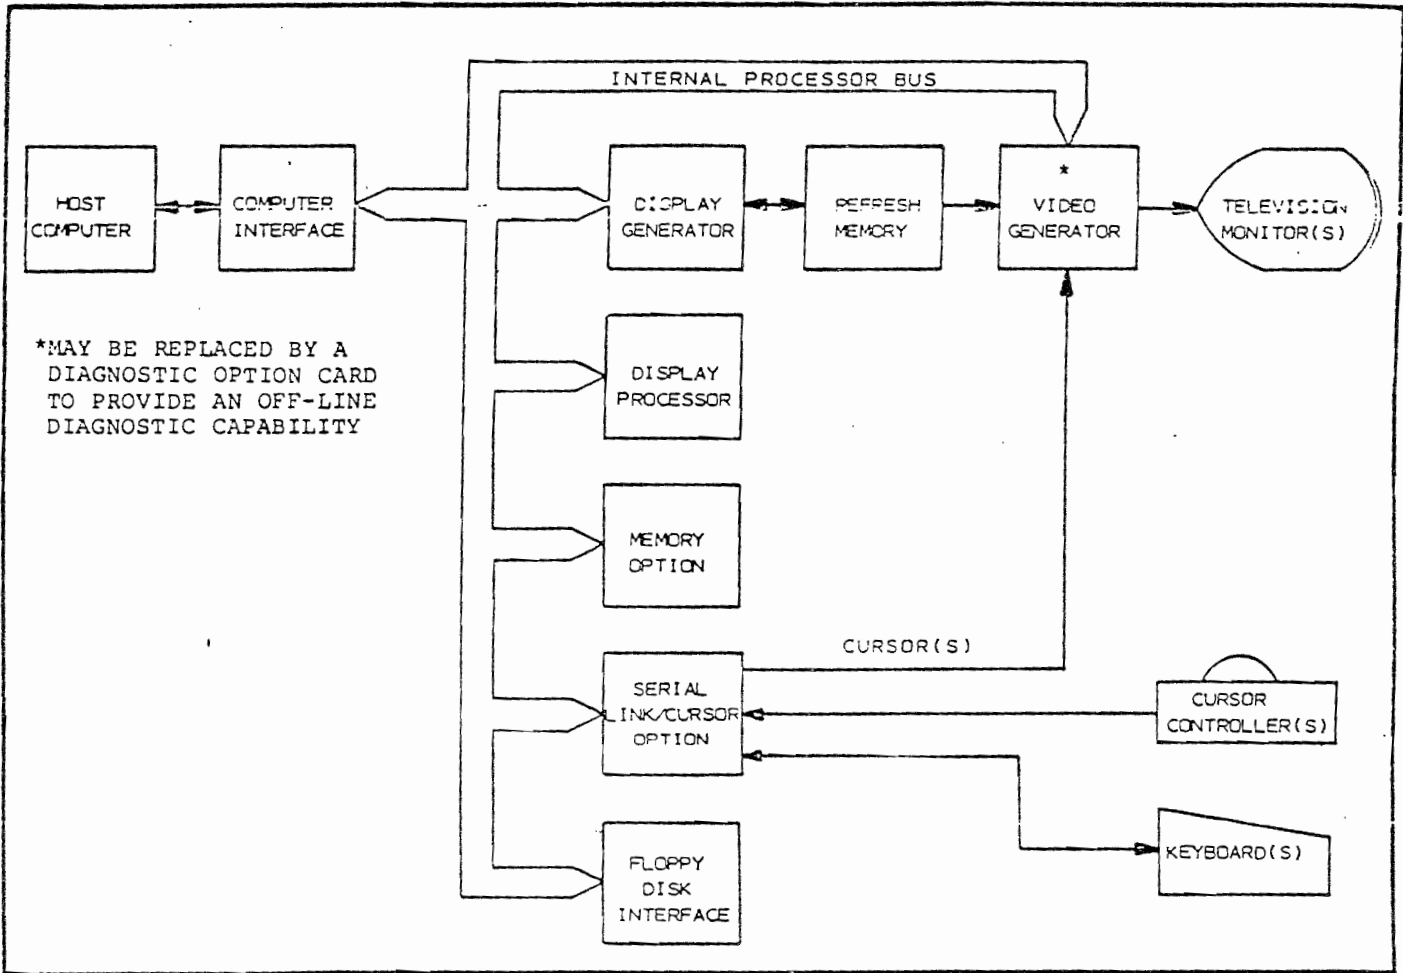 INTERNAL PROCESSOR BUS
HOST
COMPUTER
COMPUTER
INTERFACE
DISPLAY
GENERATOR
REFRESH
MEMORY
*
VIDEO
GENERATOR
TELEVISION
MONITOR(S)
*MAY BE REPLACED BY A
DIAGNOSTIC OPTION CARD
TO PROVIDE AN OFF-LINE
DIAGNOSTIC CAPABILITY
DISPLAY
PROCESSOR
MEMORY
OPTION
CURSOR(S)
SERIAL
LINK/CURSOR
OPTION
CURSOR
CONTROLLER(S)
KEYBOARD(S)
FLOPPY
DISK
INTERFACE